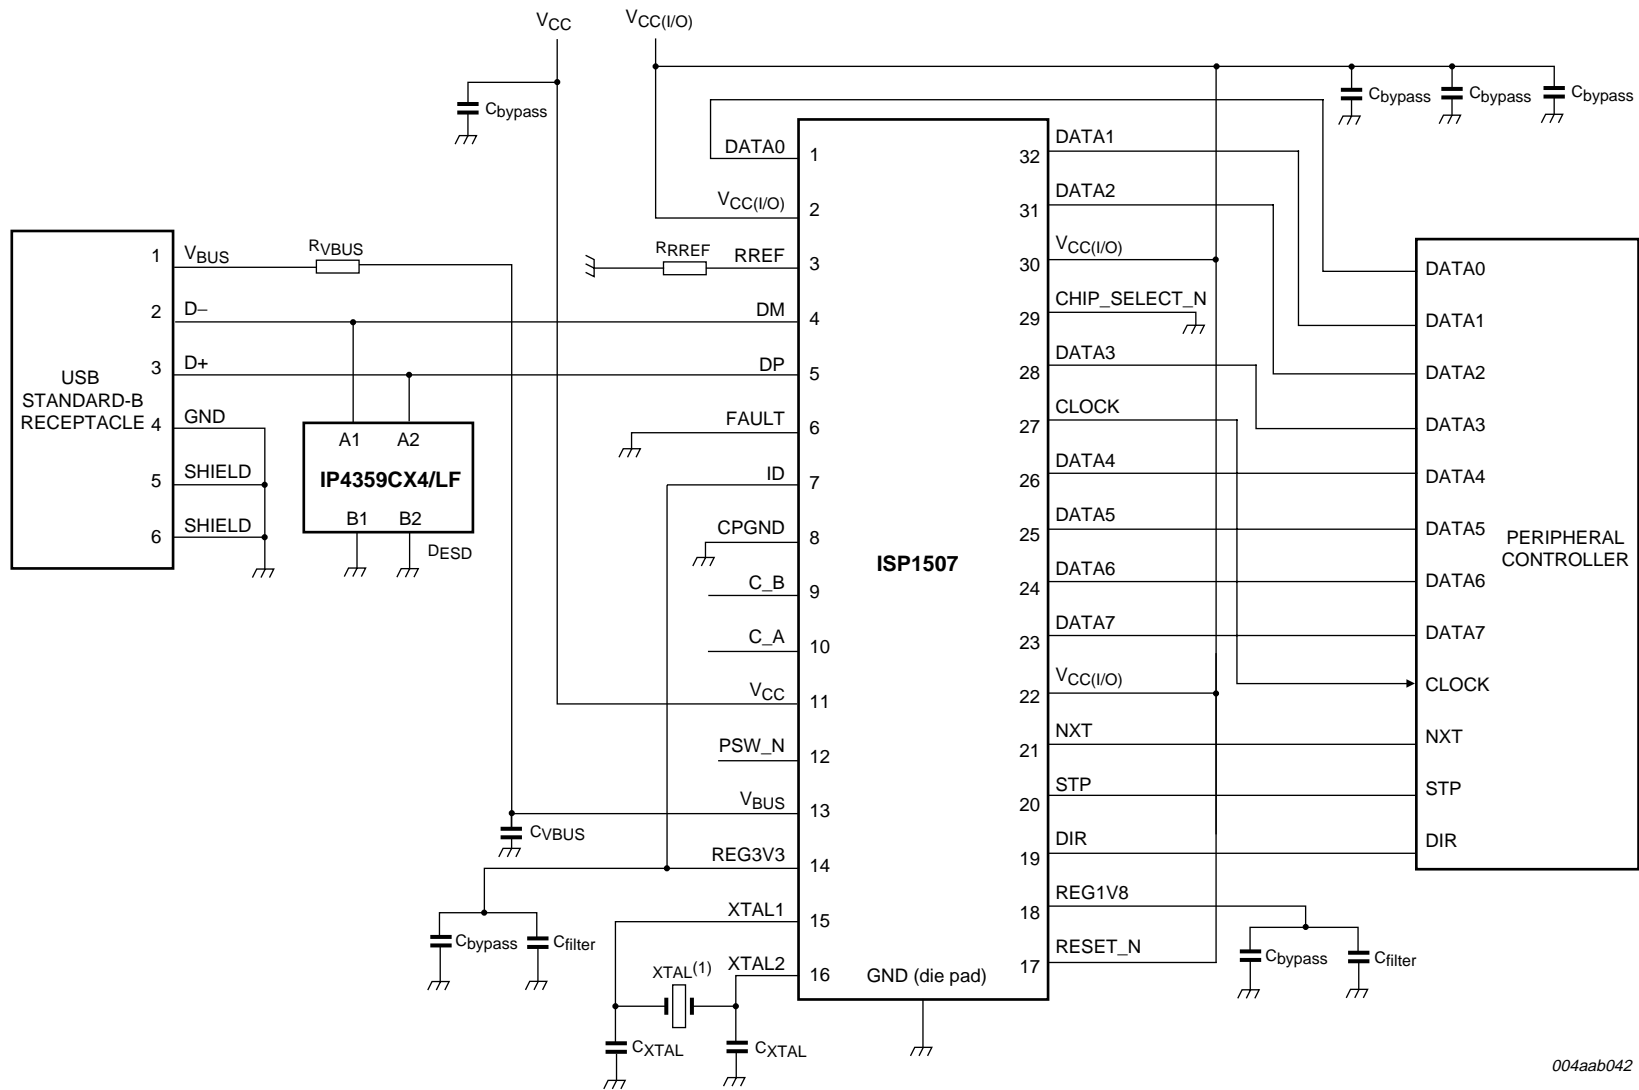 VCC
VCC(I/O)
Cbypass
Cbypass
Cbypass
Cbypass
USB
STANDARD-B
RECEPTACLE
1
VBUS
RVBUS
2
D−
3
D+
4
GND
5
SHIELD
6
SHIELD
A1
A2
IP4359CX4/LF
B1
B2
DESD
ISP1507
GND (die pad)
DATA0
1
VCC(I/O)
2
RRREF
RREF
3
DM
4
DP
5
FAULT
6
ID
7
CPGND
8
C_B
9
C_A
10
VCC
11
PSW_N
12
VBUS
13
CVBUS
REG3V3
14
Cbypass
Cfilter
XTAL1
15
XTAL2
16
XTAL(1)
CXTAL
CXTAL
32
DATA1
31
DATA2
30
VCC(I/O)
29
CHIP_SELECT_N
28
DATA3
27
CLOCK
26
DATA4
25
DATA5
24
DATA6
23
DATA7
22
VCC(I/O)
21
NXT
20
STP
19
DIR
18
REG1V8
17
RESET_N
Cbypass
Cfilter
DATA0
DATA1
DATA2
DATA3
DATA4
DATA5
DATA6
DATA7
CLOCK
NXT
STP
DIR
PERIPHERAL
CONTROLLER
004aab042